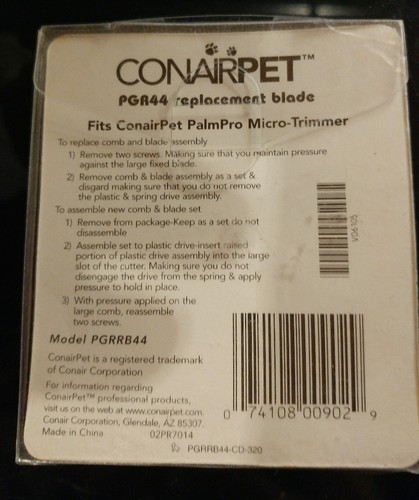 CONAIRPET™
PGR44 replacement blade
Fits ConairPet PalmPro Micro-Trimmer
To replace comb and blade assembly
1) Remove two screws. Making sure that you maintain pressure
against the large fixed blade.
2) Remove comb & blade assembly as a set &
disgard making sure that you do not remove
the plastic & spring drive assembly.
To assemble new comb & blade set
1) Remove from package-Keep as a set do not
disassemble
2) Assemble set to plastic drive-insert raised
portion of plastic drive assembly into the large
slot of the cutter. Making sure you do not
disengage the drive from the spring & apply
pressure to hold in place.
3) With pressure applied on the
large comb, reassemble
two screws.
Model PGRRB44
ConairPet is a registered trademark
of Conair Corporation
For information regarding
ConairPet™ professional products,
visit us on the web at www.conairpet.com.
Conair Corporation, Glendale, AZ 85307.
Made in China 02PR7014
PGRRB44-CD-320
0 74108 00902 9